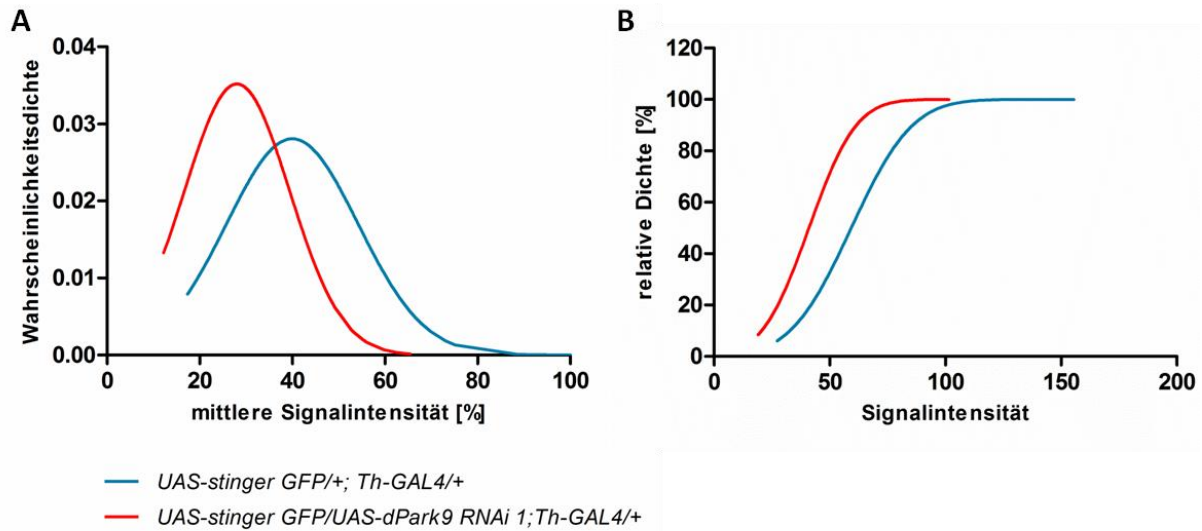 A
Wahrscheinlichkeitsdichte
0.04
0.03
0.02
0.01
0.00
0 20 40 60 80 100
mittlere Signalintensität [%]
B
relative Dichte [%]
120
100
80
60
40
20
0
0 50 100 150 200
Signalintensität
UAS-stinger GFP/+; Th-GAL4/+
UAS-stinger GFP/UAS-dPark9 RNAi 1;Th-GAL4/+